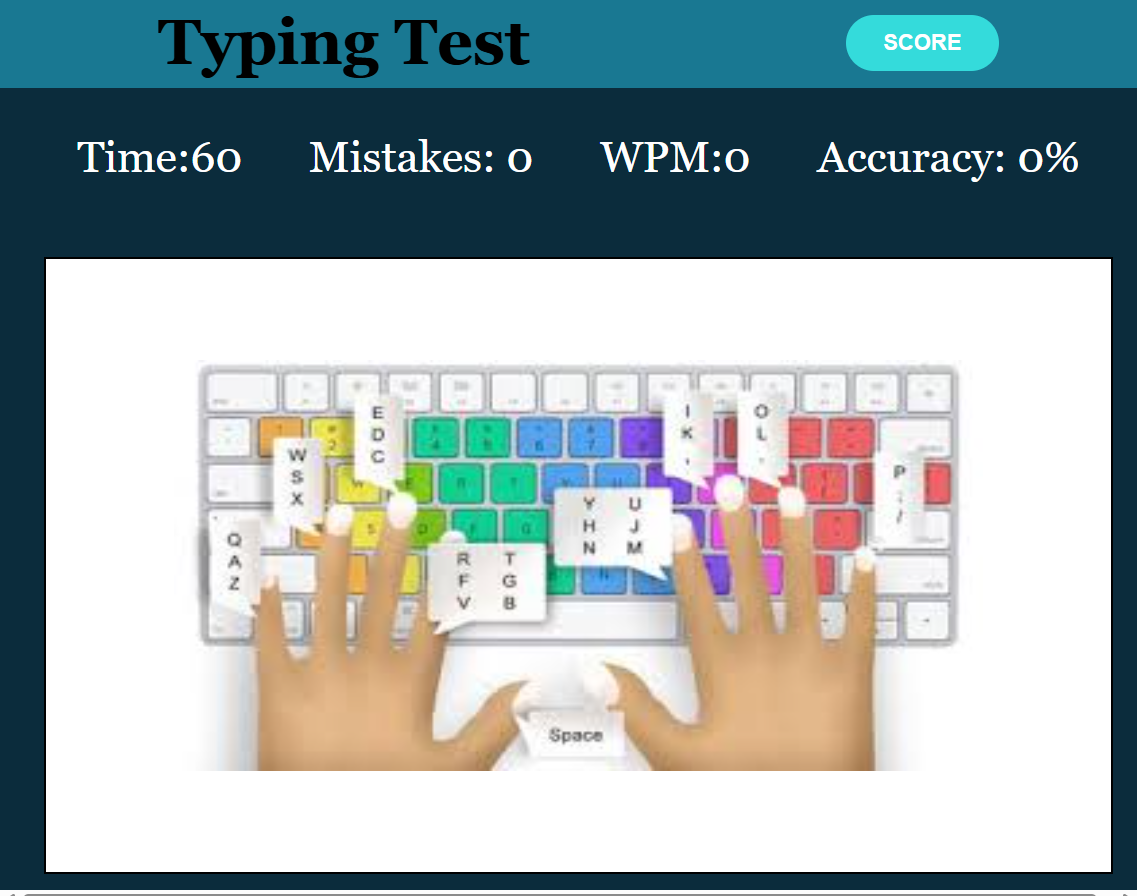 Typing Test
SCORE
Time:60 Mistakes: 0 WPM:0 Accuracy: 0%
E
D
C
I
K
,
O
L
.
W
S
X
P
;
/
Q
A
Z
Y U
H J
N M
R T
F G
V B
Space